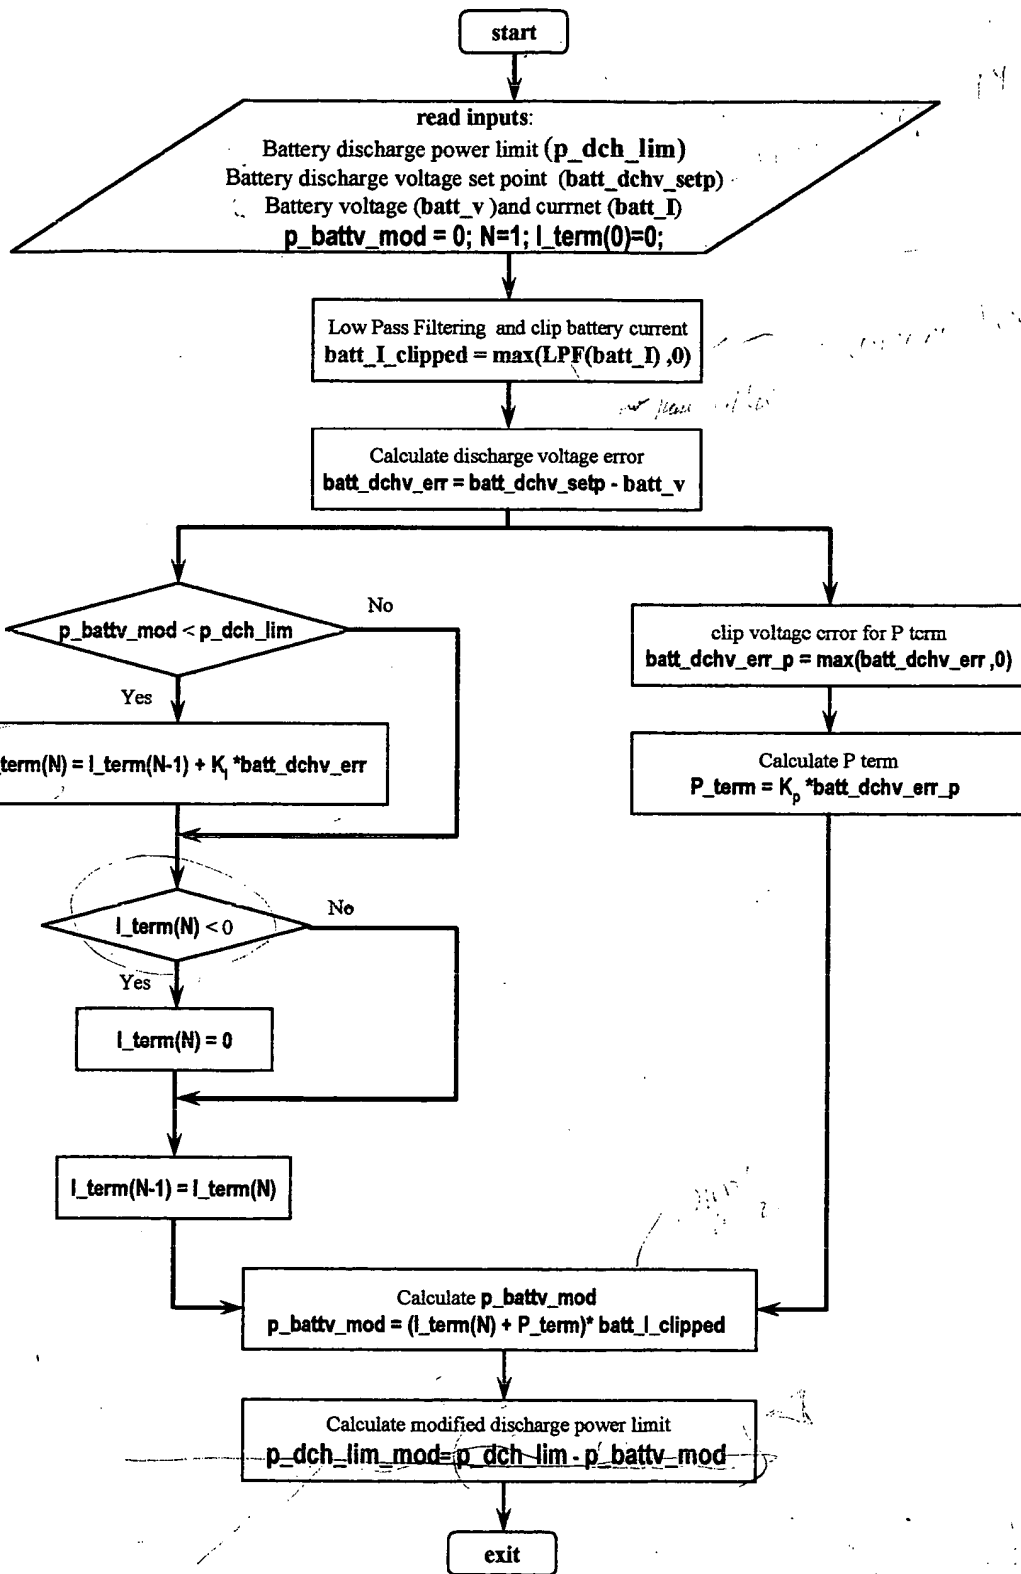 start
read inputs:
Battery discharge power limit (p_dch_lim)
Battery discharge voltage set point (batt_dchv_setp)
Battery voltage (batt_v )and currnet (batt_I)
p_battv_mod = 0; N=1; I_term(0)=0;
Low Pass Filtering and clip battery current
batt_I_clipped = max(LPF(batt_I) ,0)
Calculate discharge voltage error
batt_dchv_err = batt_dchv_setp - batt_v
p_battv_mod < p_dch_lim
No
Yes
_term(N) = I_term(N-1) + KI *batt_dchv_err
clip voltage error for P term
batt_dchv_err_p = max(batt_dchv_err ,0)
Calculate P term
P_term = Kp *batt_dchv_err_p
I_term(N) < 0
No
Yes
I_term(N) = 0
I_term(N-1) = I_term(N)
Calculate p_battv_mod
p_battv_mod = (I_term(N) + P_term)* batt_I_clipped
Calculate modified discharge power limit
p_dch_lim_mod= p_dch_lim - p_battv_mod
exit